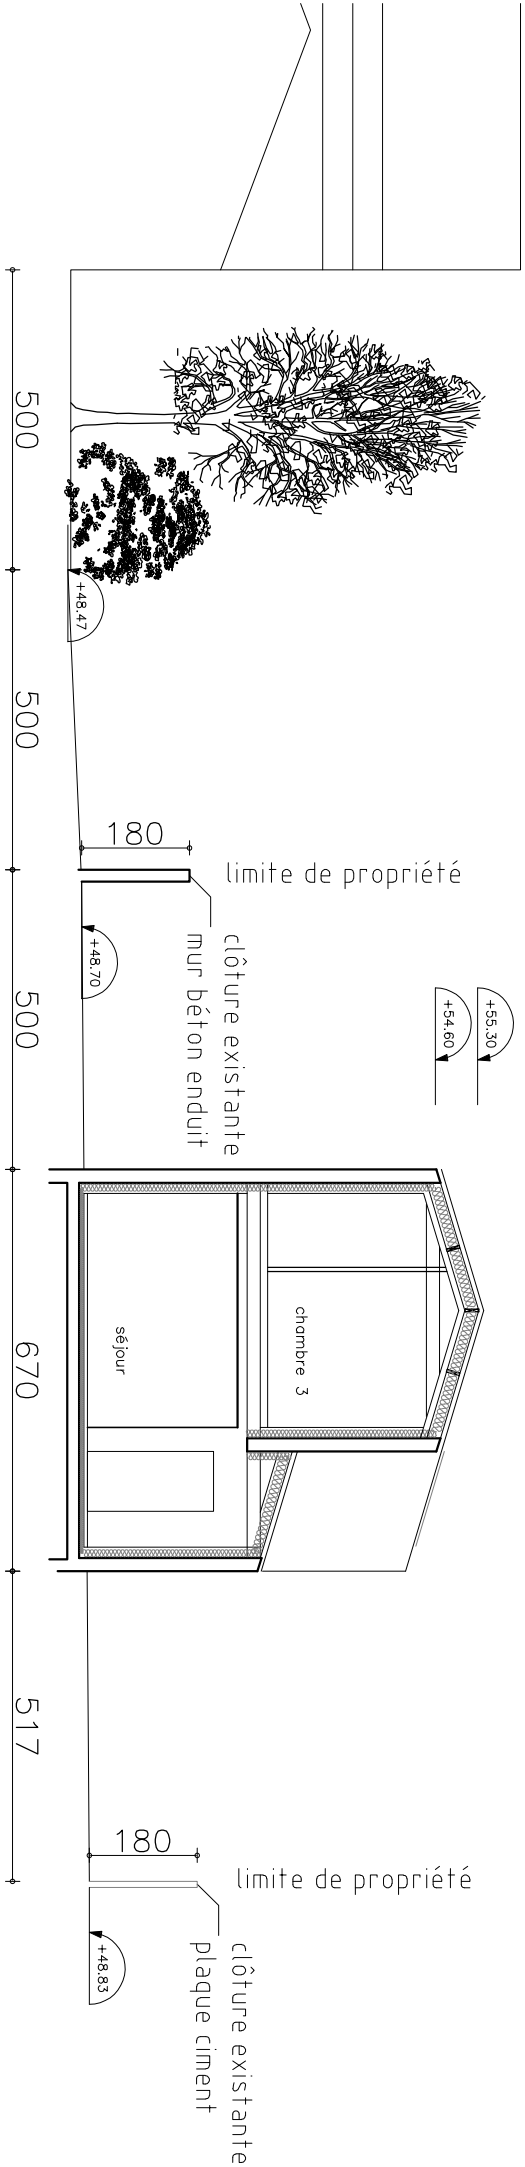 500
+48.47
500
180
limite de propriété
clôture existante
mur béton enduit
+48.70
500
+55.30
+54.60
chambre 3
séjour
670
517
180
limite de propriété
clôture existante
plaque ciment
+48.83